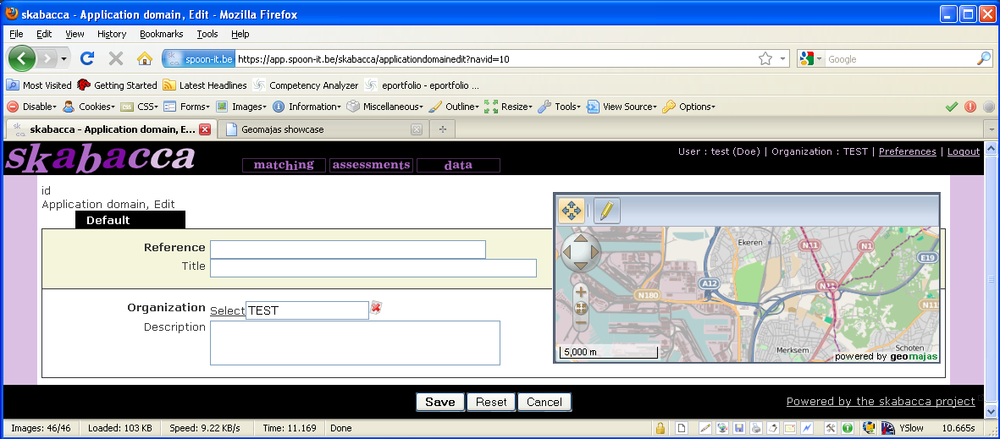 skabacca - Application domain, Edit - Mozilla Firefox
File Edit View History Bookmarks Tools Help
spoon-it.be https://app.spoon-it.be/skabacca/applicationdomainedit?navid=10 Google
Most Visited Getting Started Latest Headlines Competency Analyzer eportfolio - eportfolio ...
Disable Cookies CSS Forms Images Information Miscellaneous Outline Resize Tools View Source Options
skabacca - Application domain, E... Geomajas showcase
skabacca matching assessments data User : test (Doe) | Organization : TEST | Preferences | Logout
id
Application domain, Edit
Default
Reference
Title
Organization Select TEST
Description
Ekeren N11 N1
E19
A12
N180 N11
5,000 m Merksem Schoten
powered by geomajas
Save Reset Cancel Powered by the skabacca project
Images: 46/46 Loaded: 103 KB Speed: 9.22 KB/s Time: 11.169 Done YSlow 10.665s